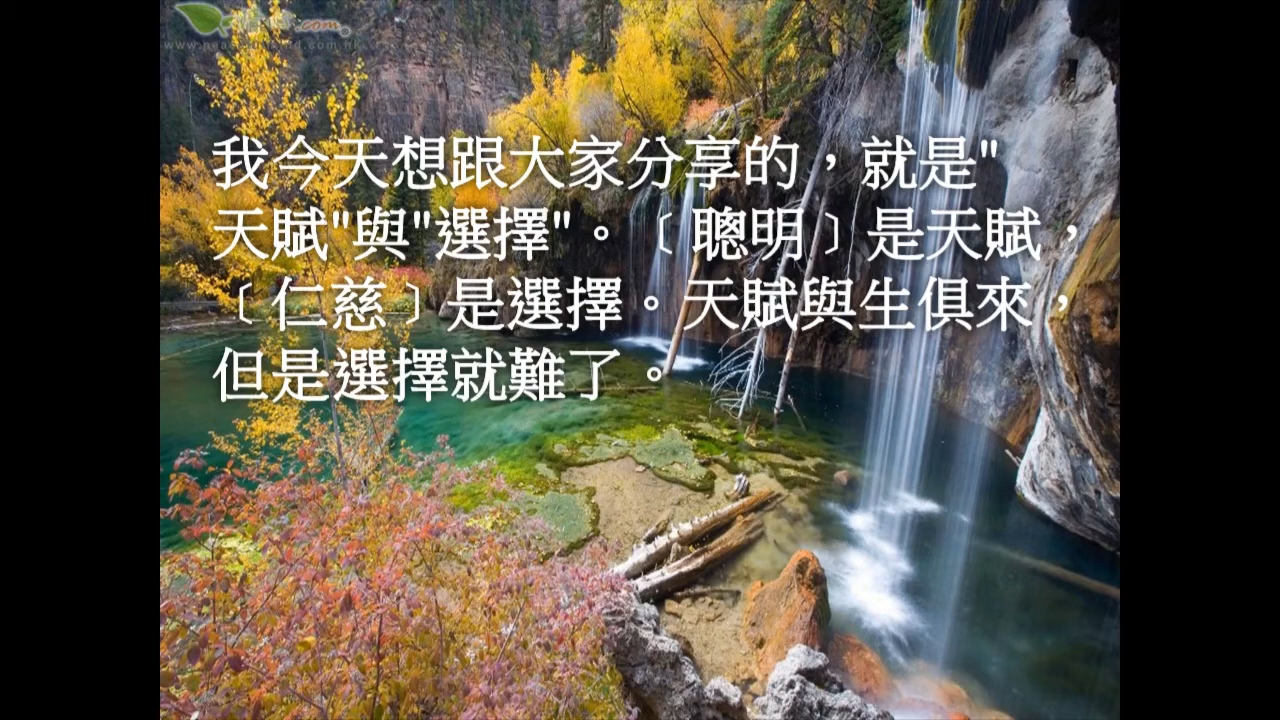 我今天想跟大家分享的，就是"
天賦"與"選擇"。﹝聰明﹞是天賦，
﹝仁慈﹞是選擇。天賦與生俱來，
但是選擇就難了。